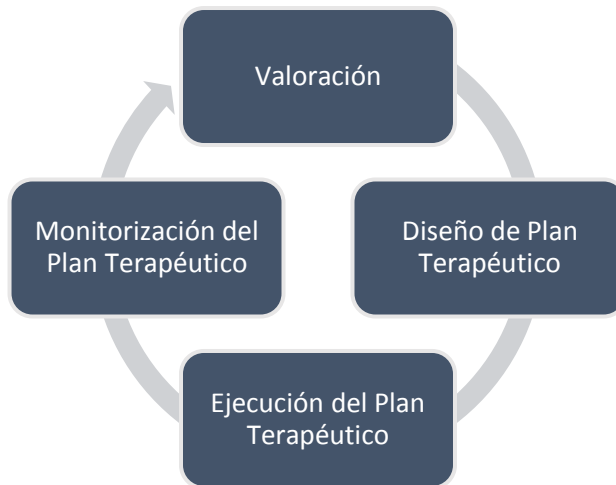 Valoración
Diseño de Plan
Terapéutico
Ejecución del Plan
Terapéutico
Monitorización del
Plan Terapéutico